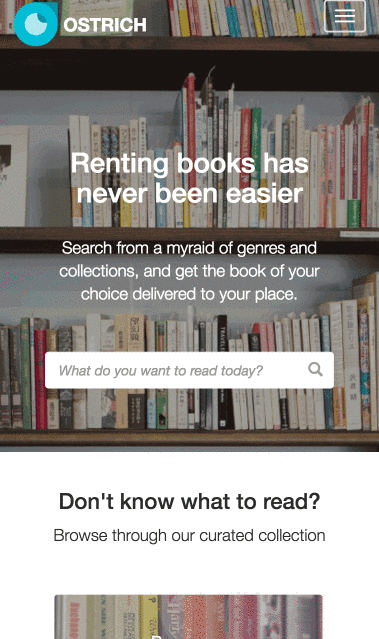 OSTRICH
Renting books has
never been easier
Search from a myraid of genres and
collections, and get the book of your
choice delivered to your place.
What do you want to read today?
Don't know what to read?
Browse through our curated collection